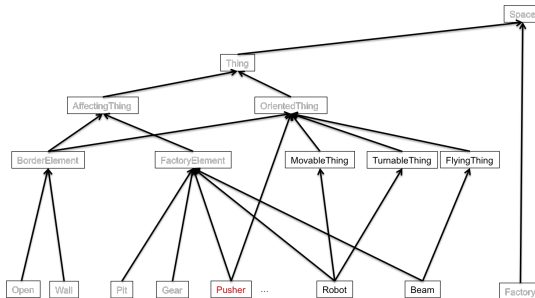 Space
Thing
AffectingThing OrientedThing
BorderElement FactoryElement MovableThing TurnableThing FlyingThing
Open Wall Pit Gear Pusher ... Robot Beam Factory